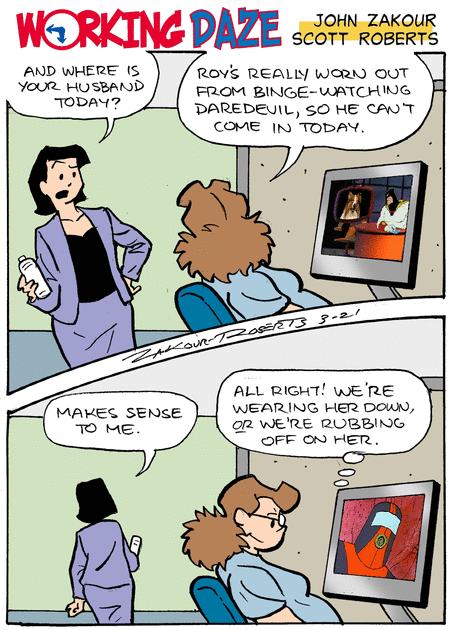 WORKING DAZE
JOHN ZAKOUR
SCOTT ROBERTS
AND WHERE IS
YOUR HUSBAND
TODAY?
ROY'S REALLY WORN OUT
FROM BINGE-WATCHING
DAREDEVIL, SO HE CAN'T
COME IN TODAY.
ZAKOUR-ROBERTS 3-21
MAKES SENSE
TO ME.
ALL RIGHT! WE'RE
WEARING HER DOWN,
OR WE'RE RUBBING
OFF ON HER.